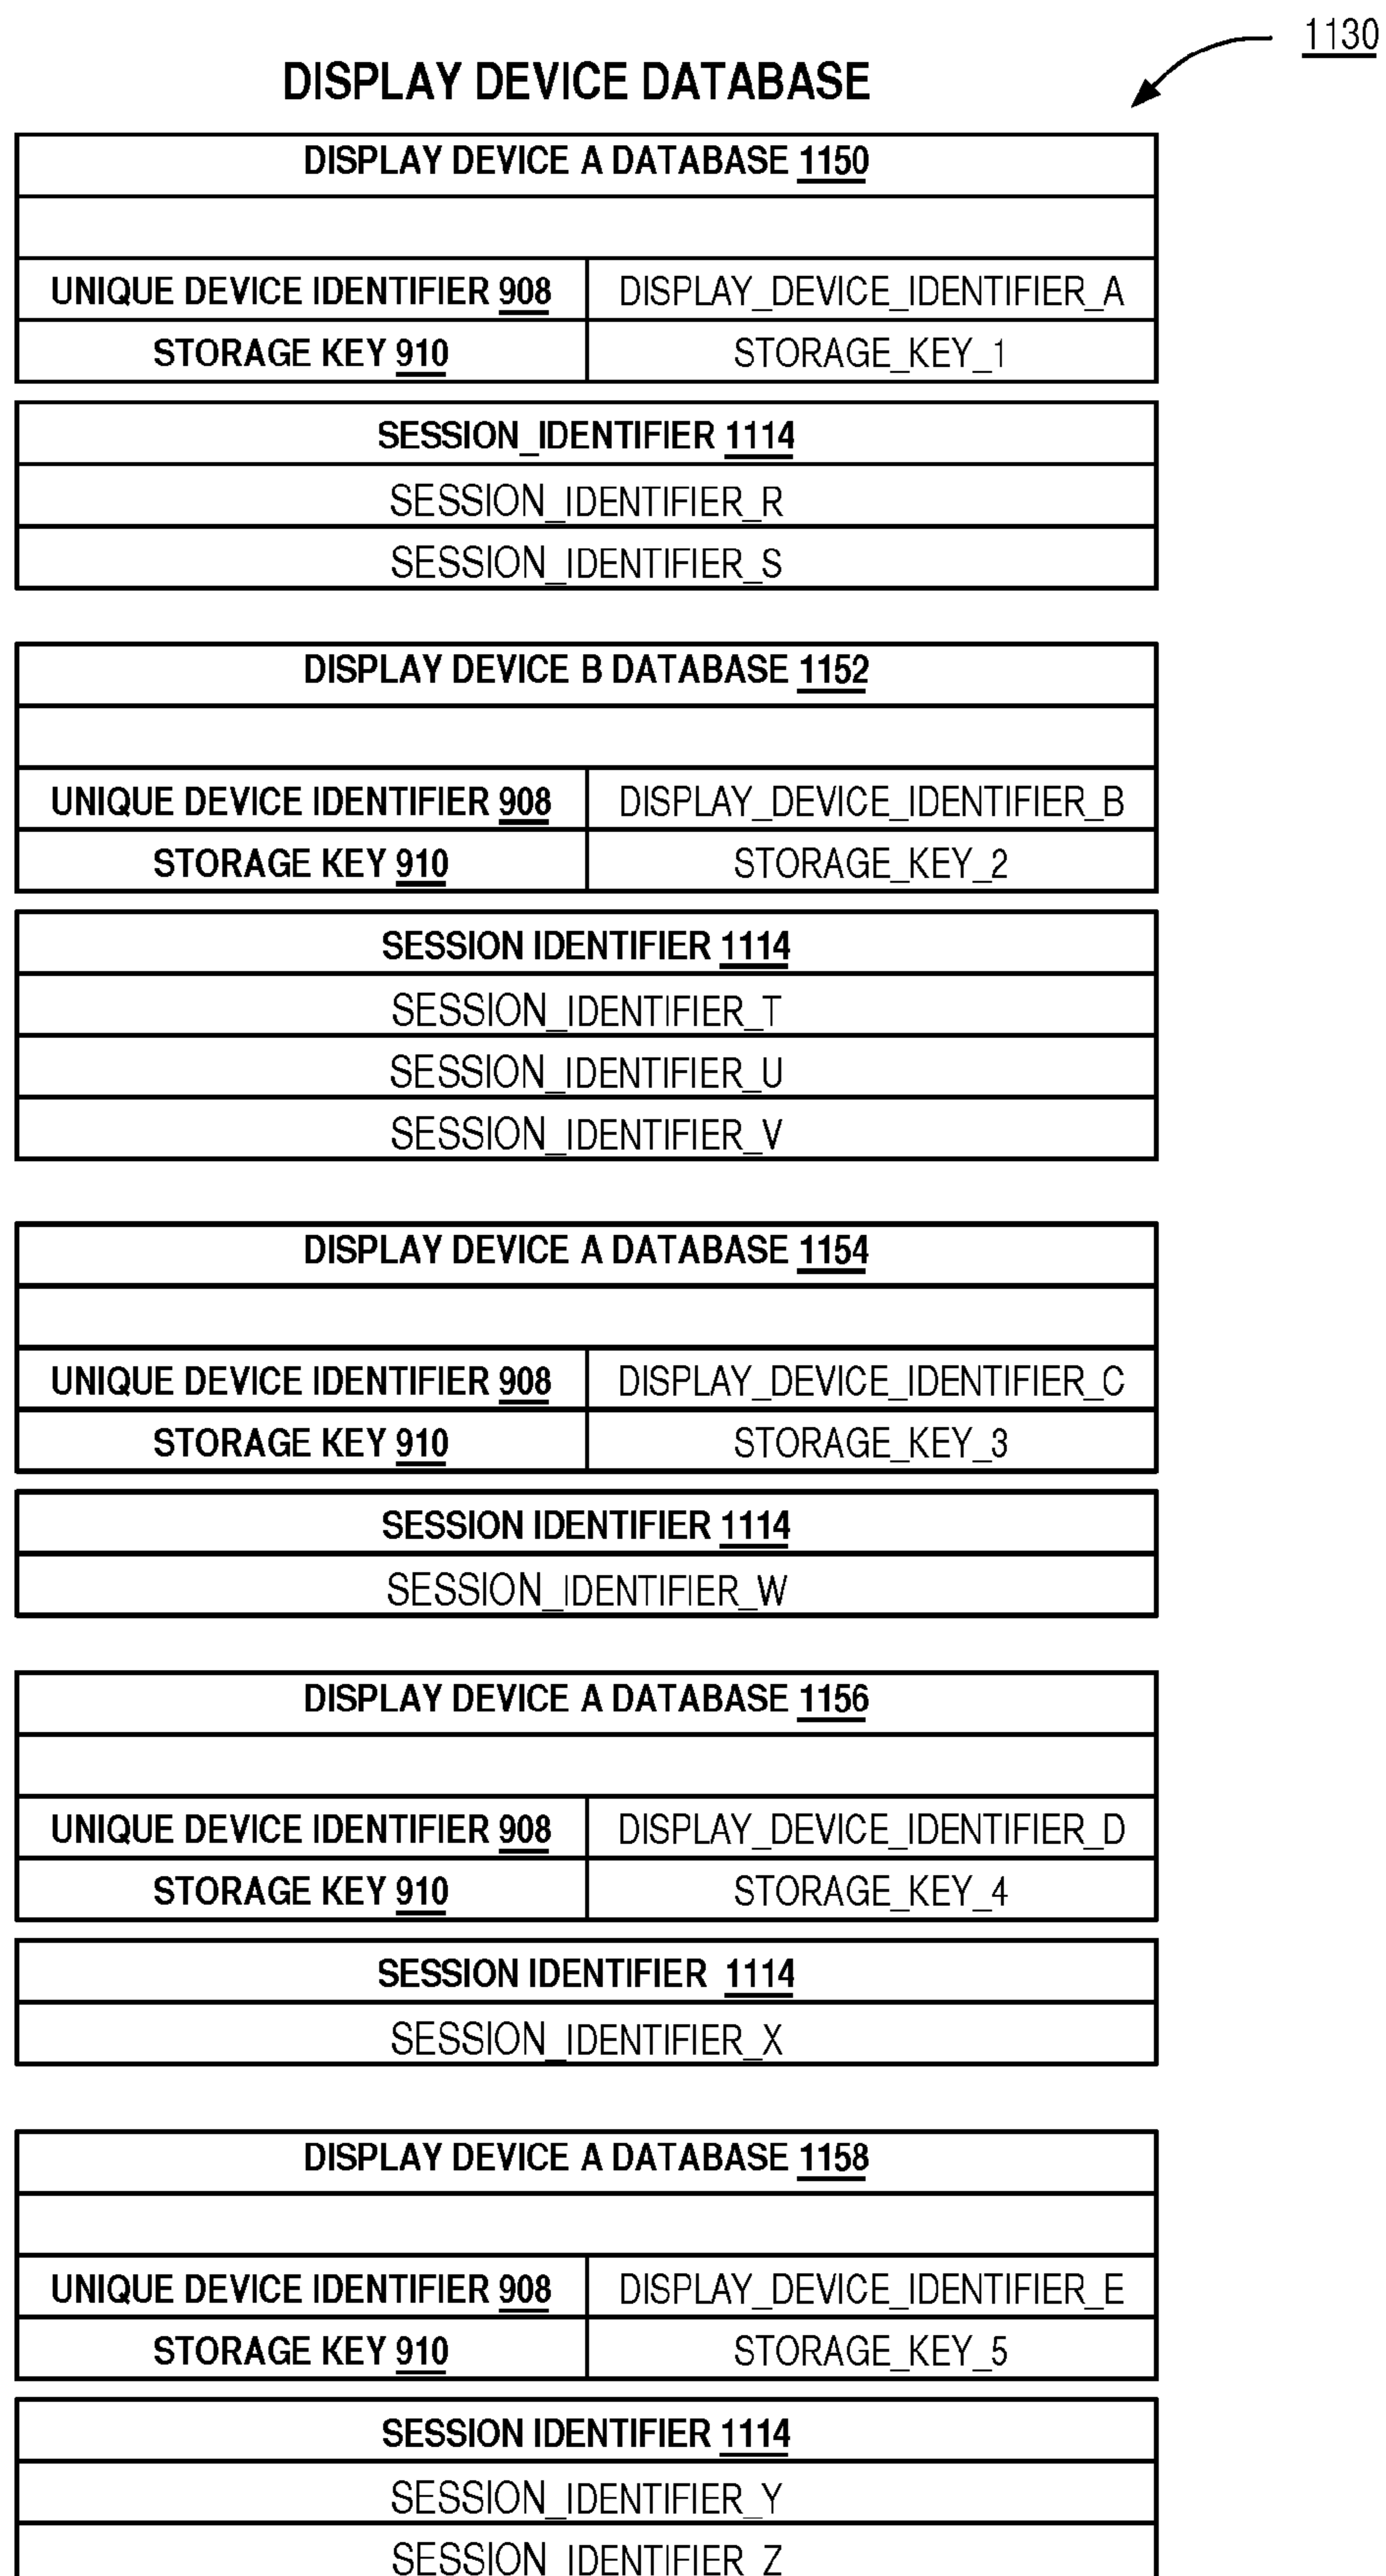 1130
DISPLAY DEVICE DATABASE
DISPLAY DEVICE A DATABASE 1150
UNIQUE DEVICE IDENTIFIER 908 DISPLAY_DEVICE_IDENTIFIER_A
STORAGE KEY 910 STORAGE_KEY_1
SESSION_IDENTIFIER 1114
SESSION_IDENTIFIER_R
SESSION_IDENTIFIER_S
DISPLAY DEVICE B DATABASE 1152
UNIQUE DEVICE IDENTIFIER 908 DISPLAY_DEVICE_IDENTIFIER_B
STORAGE KEY 910 STORAGE_KEY_2
SESSION IDENTIFIER 1114
SESSION_IDENTIFIER_T
SESSION_IDENTIFIER_U
SESSION_IDENTIFIER_V
DISPLAY DEVICE A DATABASE 1154
UNIQUE DEVICE IDENTIFIER 908 DISPLAY_DEVICE_IDENTIFIER_C
STORAGE KEY 910 STORAGE_KEY_3
SESSION IDENTIFIER 1114
SESSION_IDENTIFIER_W
DISPLAY DEVICE A DATABASE 1156
UNIQUE DEVICE IDENTIFIER 908 DISPLAY_DEVICE_IDENTIFIER_D
STORAGE KEY 910 STORAGE_KEY_4
SESSION IDENTIFIER 1114
SESSION_IDENTIFIER_X
DISPLAY DEVICE A DATABASE 1158
UNIQUE DEVICE IDENTIFIER 908 DISPLAY_DEVICE_IDENTIFIER_E
STORAGE KEY 910 STORAGE_KEY_5
SESSION IDENTIFIER 1114
SESSION_IDENTIFIER_Y
SESSION_IDENTIFIER_Z